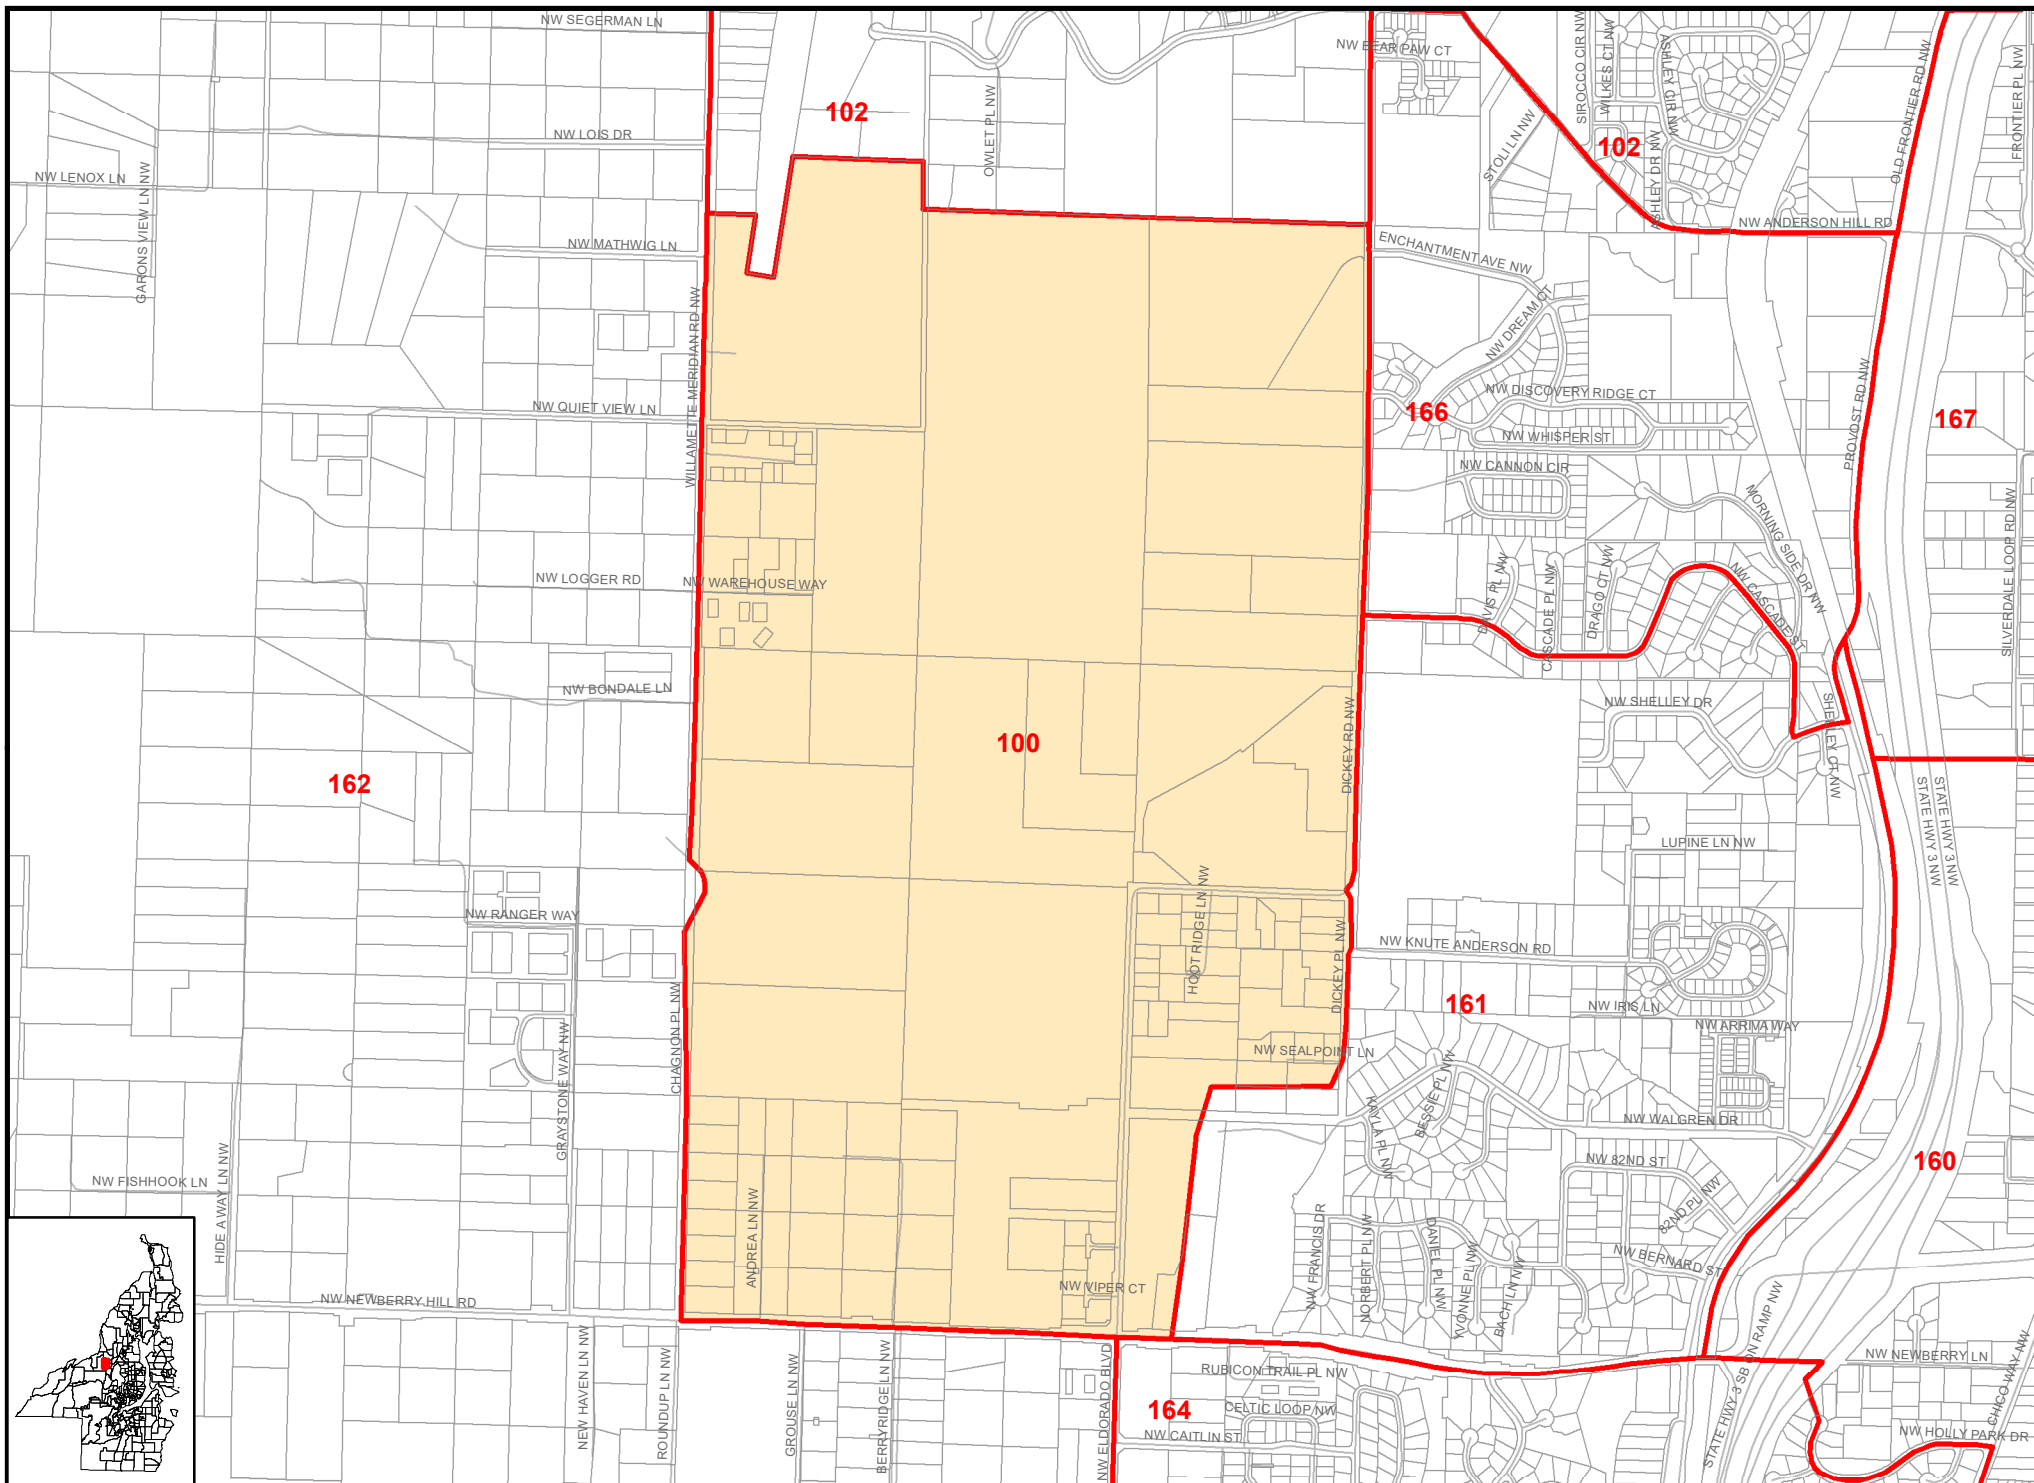 NW SEGERMAN LN
NW BEAR PAW CT
SIROCCO CIR NW
WILKES CT NW
ASHLEY CIR NW
OLD FRONTIER RD NW
FRONTIER PL NW
102
OWLET PL NW
NW LOIS DR
STOLI LN NW
102
ASHLEY DR NW
NW LENOX LN
GARONS VIEW LN NW
NW MATHWIG LN
NW ANDERSON HILL RD
ENCHANTMENT AVE NW
WILLAMETTE MERIDIAN RD NW
NW DREAM CT
NW DISCOVERY RIDGE CT
NW QUIET VIEW LN
166
NW WHISPER ST
PROVOST RD NW
167
NW CANNON CIR
MORNING SIDE DR NW
SILVERDALE LOOP RD NW
NW LOGGER RD
NW WAREHOUSE WAY
DAVIS PL NW
CASCADE PL NW
DRAGO CT NW
NW CASCADE ST
NW BONDALE LN
NW SHELLEY DR
SHELLEY CT NW
DICKEY RD NW
100
162
STATE HWY 3 NW
STATE HWY 3 NW
LUPINE LN NW
HOOT RIDGE LN NW
NW RANGER WAY
DICKEY PL NW
NW KNUTE ANDERSON RD
161
NW IRIS LN
NW ARRIVA WAY
CHAGNON PL NW
GRAYSTONE WAY NW
NW SEALPOINT LN
KAYLA PL NW
BESSIE PL NW
NW WALGREN DR
NW 82ND ST
160
82ND PL NW
NW FISHHOOK LN
HIDE A WAY LN NW
ANDREA LN NW
NW VIPER CT
NW FRANCIS DR
NORBERT PL NW
DANIEL PL NW
YVONNE PL NW
BACH LN NW
NW BERNARD ST
NW NEWBERRY HILL RD
STATE HWY 3 SB ON RAMP NW
NEW HAVEN LN NW
ROUNDUP LN NW
GROUSE LN NW
BERRY RIDGE LN NW
NW ELDORADO BLVD
RUBICON TRAIL PL NW
NW NEWBERRY LN
164
CELTIC LOOP NW
NW CAITLIN ST
CHICO WAY NW
NW HOLLY PARK DR